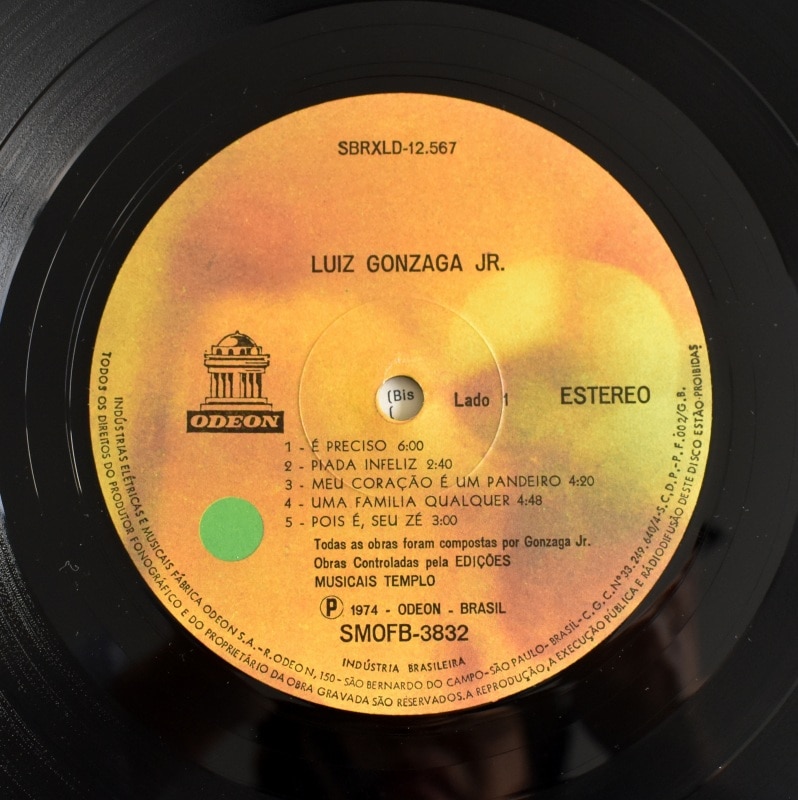 SBRXLD-12.567
LUIZ GONZAGA JR.
ODEON
(Bis
(
Lado 1
ESTEREO
1 - É PRECISO 6:00
2 - PIADA INFELIZ 2:40
3 - MEU CORAÇÃO É UM PANDEIRO 4:20
4 - UMA FAMILIA QUALQUER 4:48
5 - POIS É, SEU ZÉ 3:00
Todas as obras foram compostas por Gonzaga Jr.
Obras Controladas pela EDIÇÕES
MUSICAIS TEMPLO
Ⓟ 1974 - ODEON - BRASIL
SMOFB-3832
INDÚSTRIA BRASILEIRA
INDÚSTRIAS ELÉTRICAS E MUSICAIS FÁBRICA ODEON S.A.-R.ODEON, 150-SÃO BERNARDO DO CAMPO-SÃO PAULO-BRASIL-C.G.C.Nº 33.249.640/4-S.C.D.P.-P.F.002/G.B.
TODOS OS DIREITOS DO PRODUTOR FONOGRÁFICO E DO PROPRIETÁRIO DA OBRA GRAVADA SÃO RESERVADOS. A REPRODUÇÃO, A EXECUÇÃO PÚBLICA E RÁDIODIFUSÃO DESTE DISCO ESTÃO PROIBIDAS